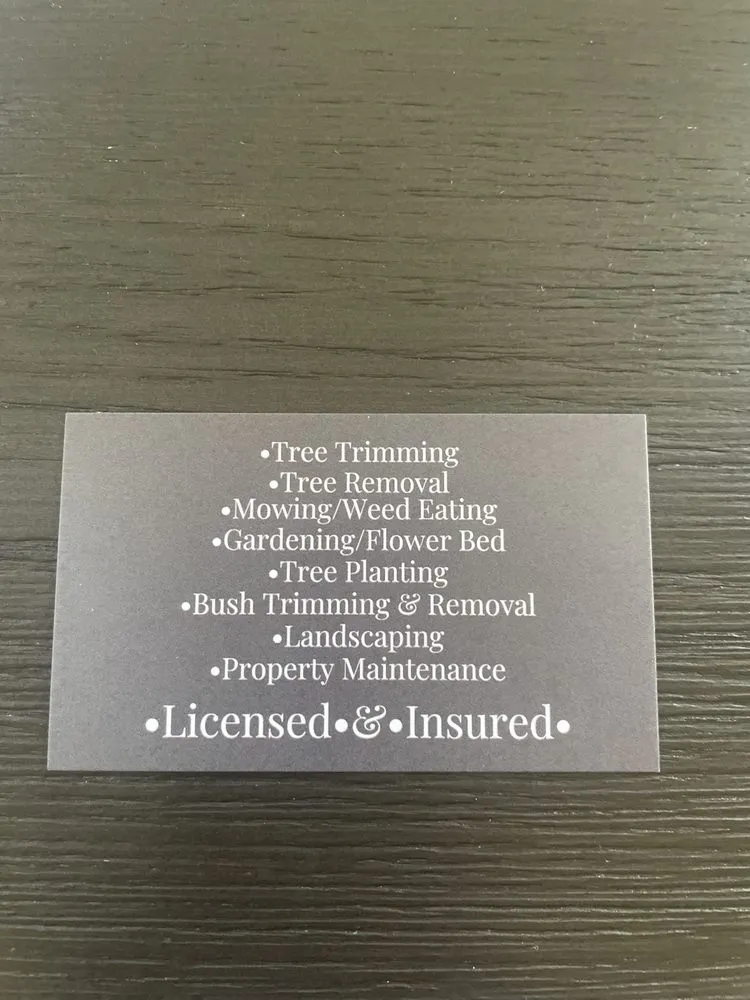 •Tree Trimming
•Tree Removal
•Mowing/Weed Eating
•Gardening/Flower Bed
•Tree Planting
•Bush Trimming & Removal
•Landscaping
•Property Maintenance
•Licensed•&•Insured•